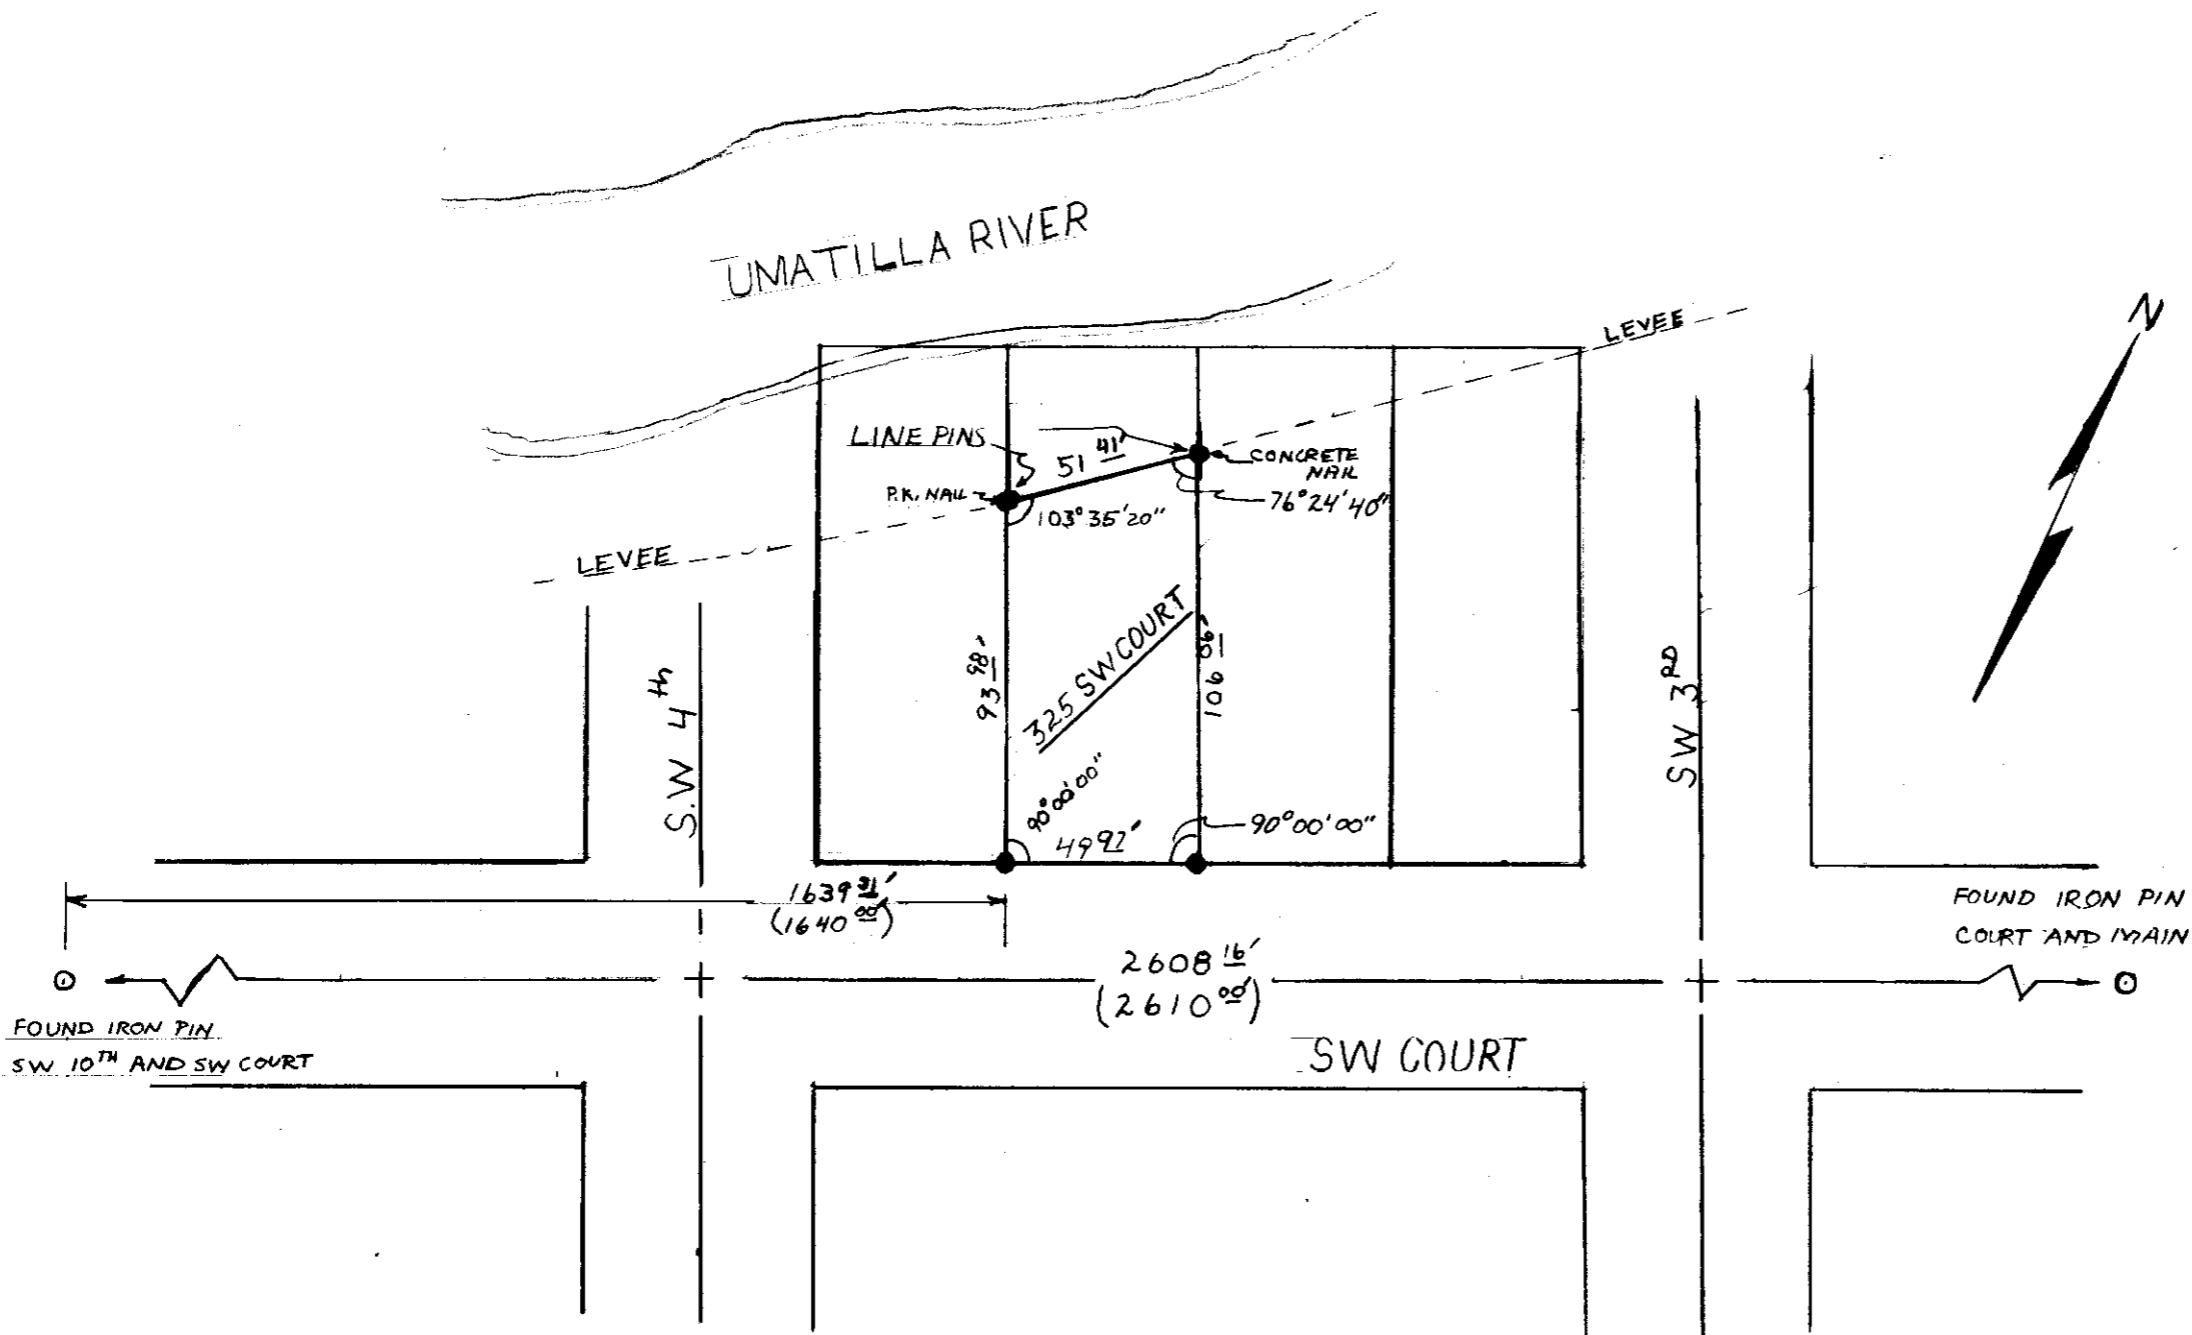 UMATILLA RIVER
N
LEVEE
LINE PINS
51 41'
CONCRETE
NAIL
P.K. NAIL
76°24'40"
103°35'20"
LEVEE
93 98'
325 SW COURT
106 06'
S.W 4th
SW 3RD
90°00'00"
49 92'
90°00'00"
1639
(1640 00')
FOUND IRON PIN
COURT AND MAIN
2608 16'
(2610 00')
FOUND IRON PIN
SW 10TH AND SW COURT
SW COURT